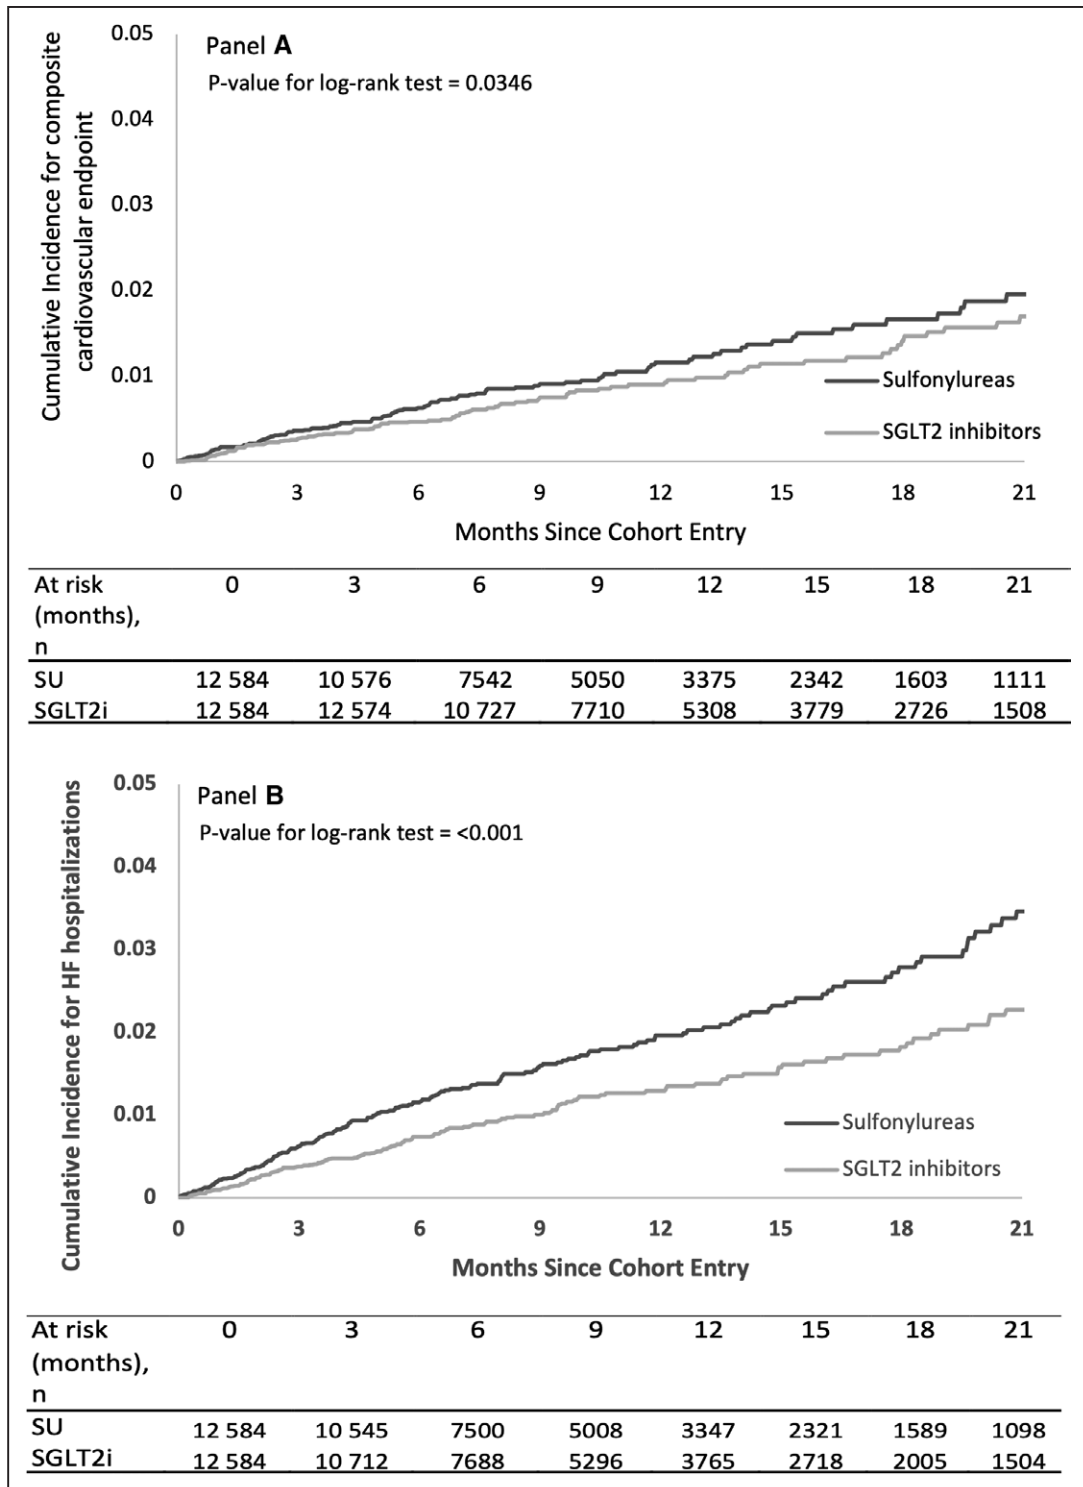 Cumulative Incidence for composite
cardiovascular endpoint
Panel A
P-value for log-rank test = 0.0346
0.05
0.04
0.03
0.02
0.01
0
Sulfonylureas
SGLT2 inhibitors
0 3 6 9 12 15 18 21
Months Since Cohort Entry
At risk 0 3 6 9 12 15 18 21
(months),
n
SU 12 584 10 576 7542 5050 3375 2342 1603 1111
SGLT2i 12 584 12 574 10 727 7710 5308 3779 2726 1508
Cumulative Incidence for HF hospitalizations
Panel B
P-value for log-rank test = <0.001
0.05
0.04
0.03
0.02
0.01
0
Sulfonylureas
SGLT2 inhibitors
0 3 6 9 12 15 18 21
Months Since Cohort Entry
At risk 0 3 6 9 12 15 18 21
(months),
n
SU 12 584 10 545 7500 5008 3347 2321 1589 1098
SGLT2i 12 584 10 712 7688 5296 3765 2718 2005 1504